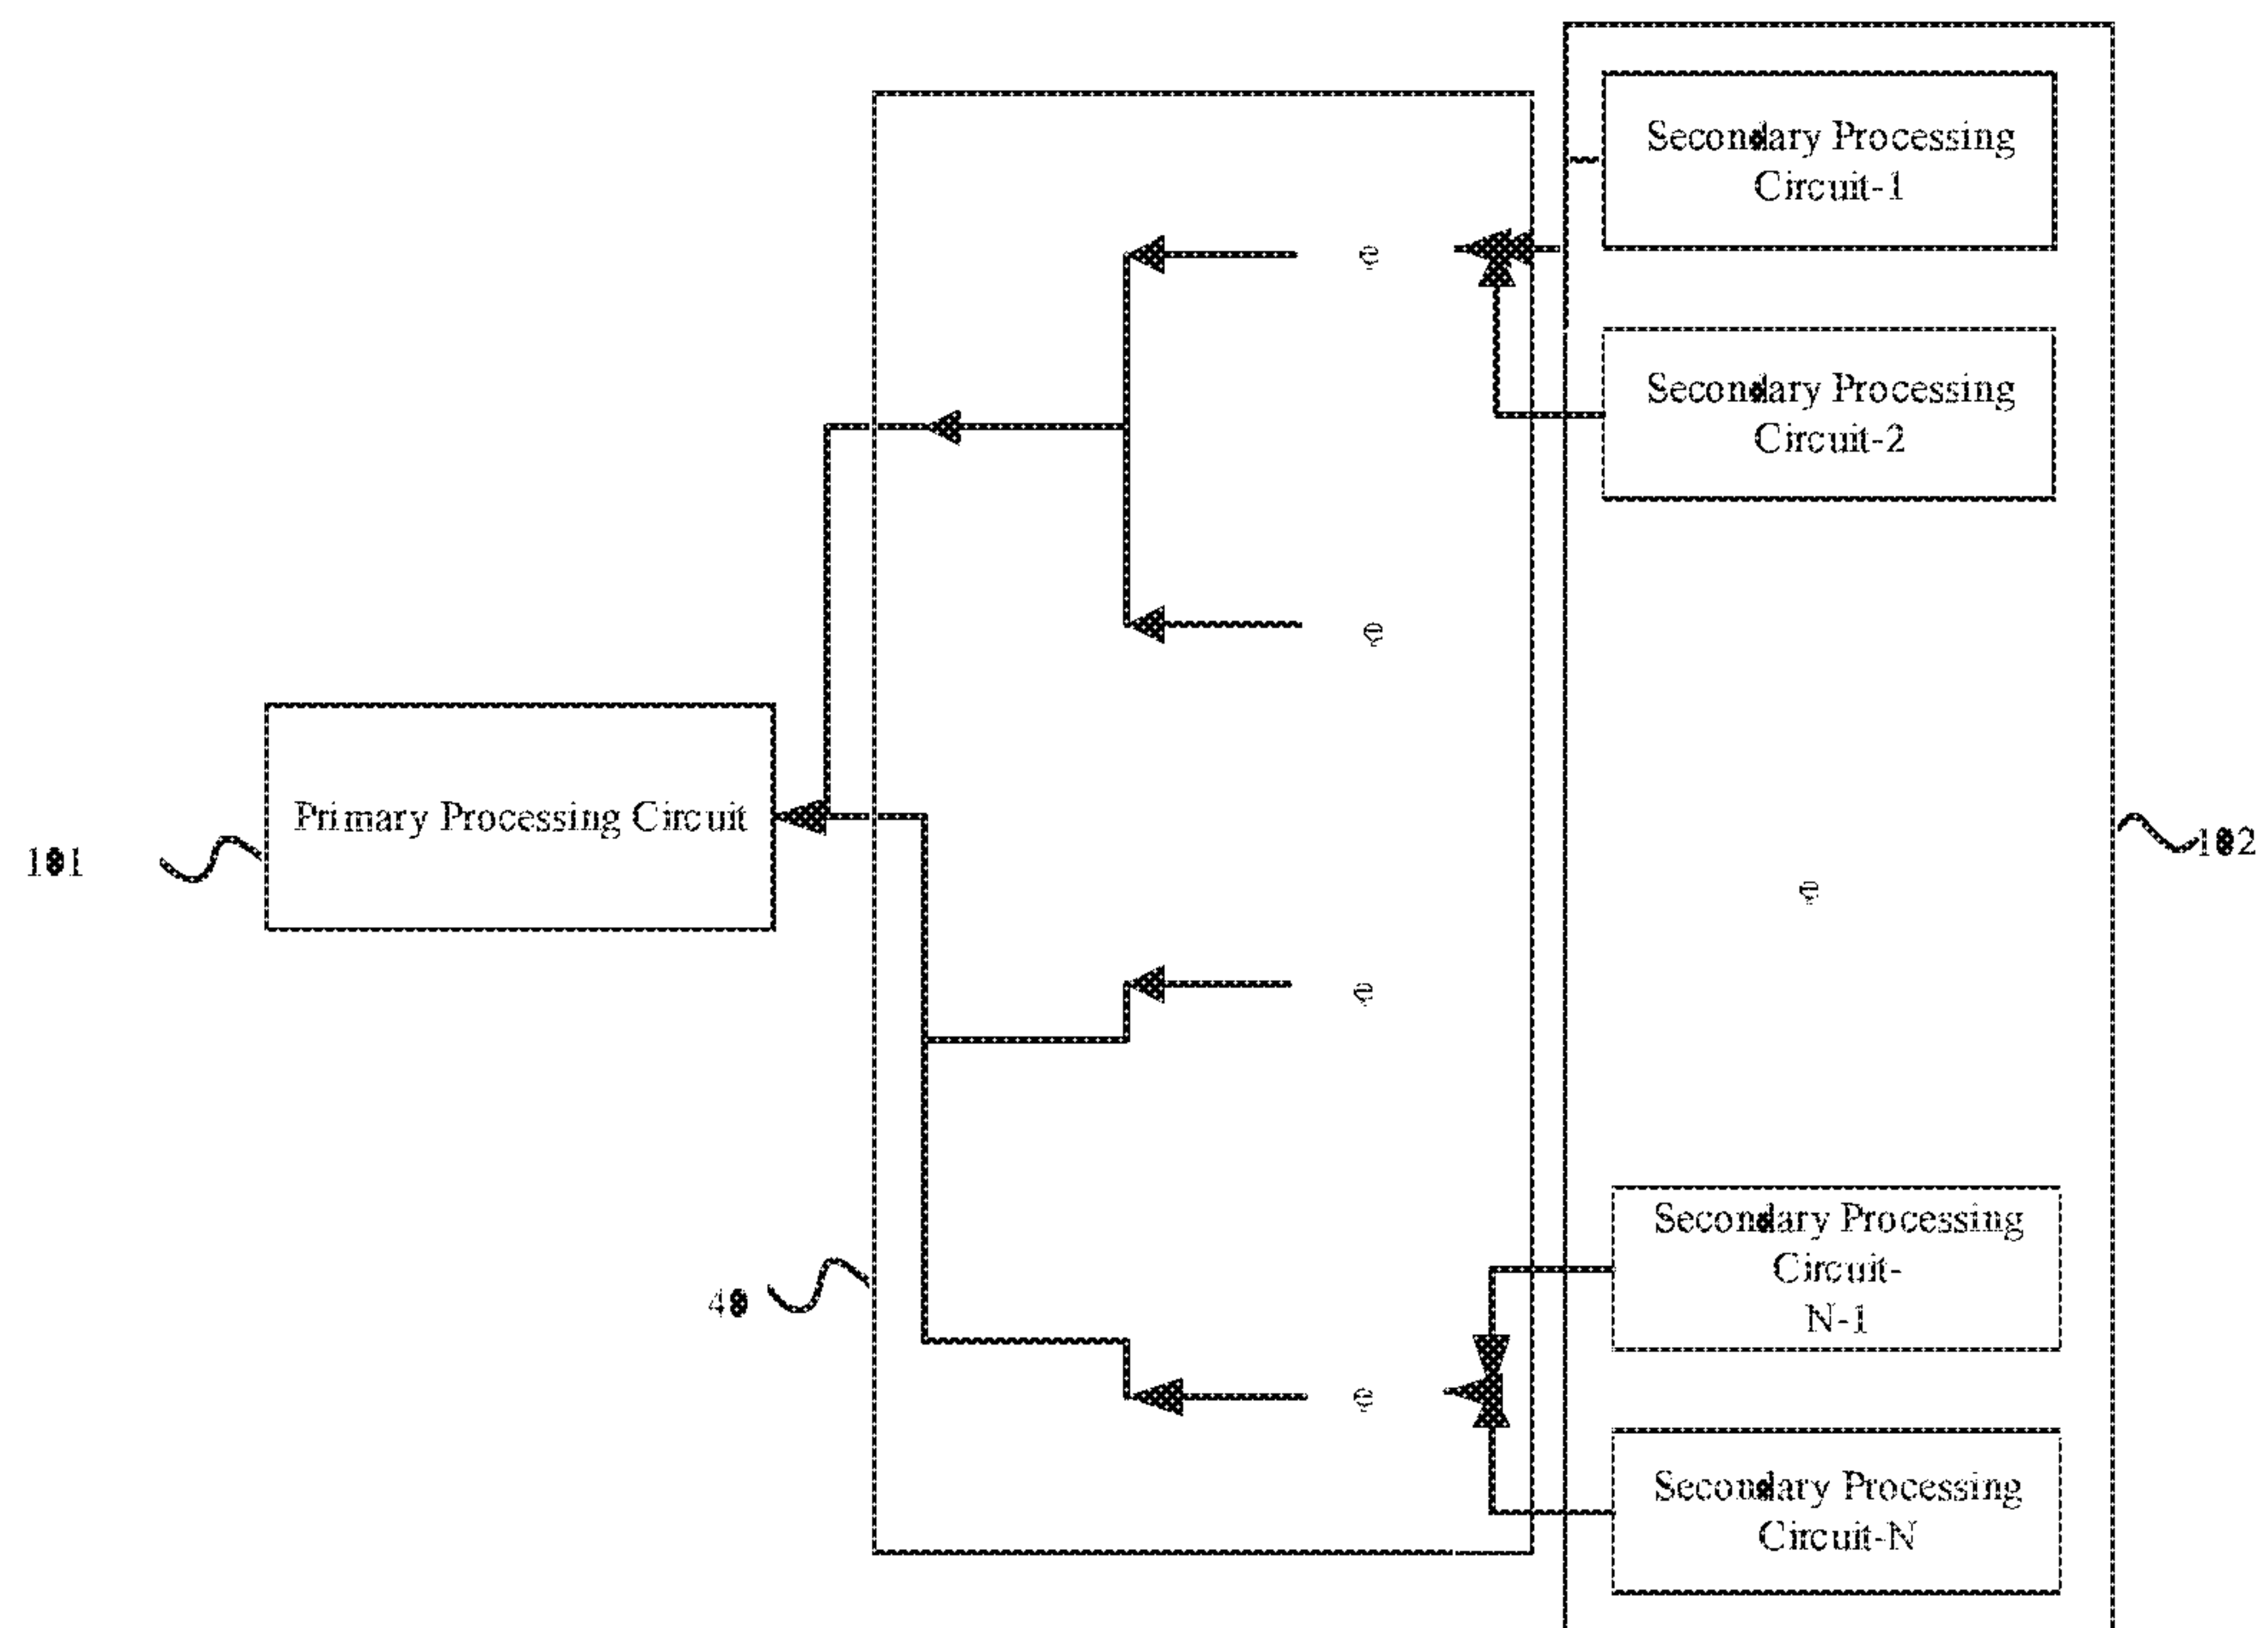 Secondary Processing
Circuit-1
Secondary Processing
Circuit-2
Primary Processing Circuit
101
102
Secondary Processing
Circuit-
N-1
40
Secondary Processing
Circuit-N